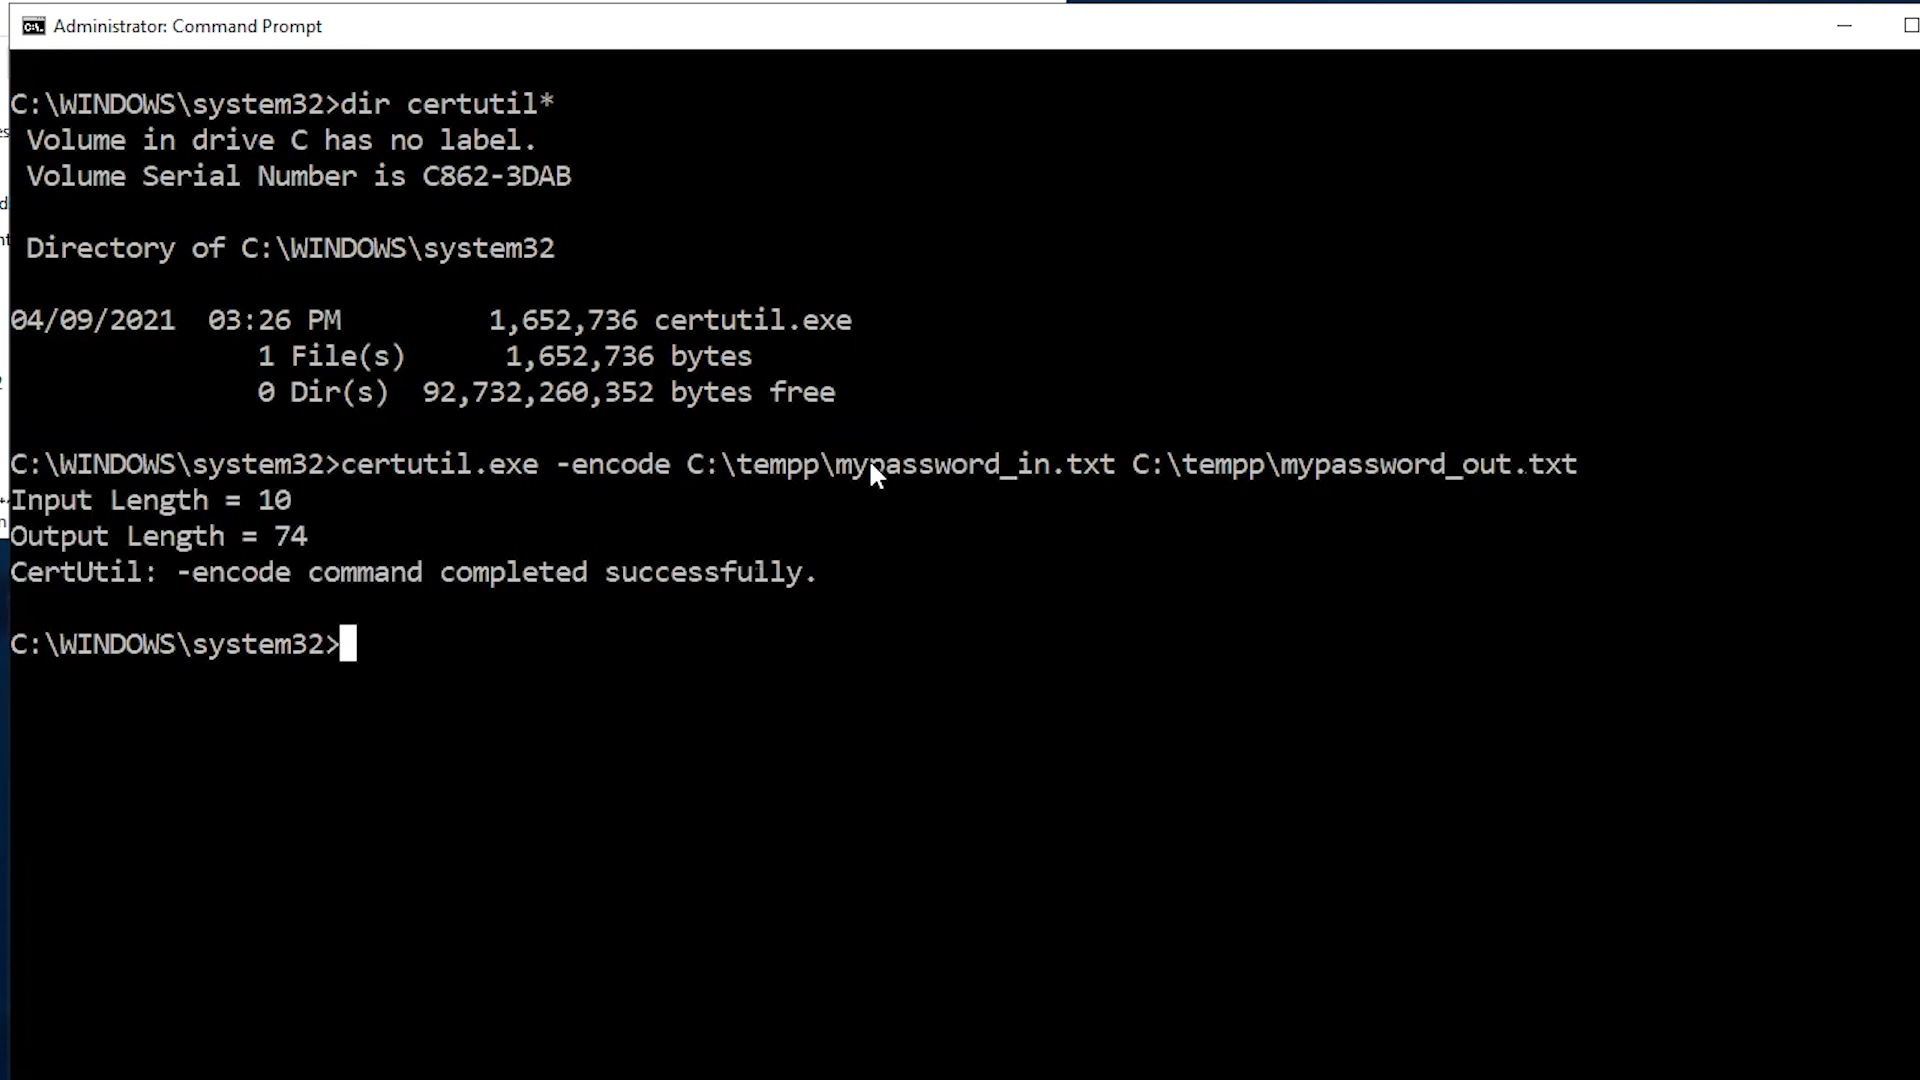 Administrator: Command Prompt
C:\WINDOWS\system32>dir certutil*
Volume in drive C has no label.
Volume Serial Number is C862-3DAB
Directory of C:\WINDOWS\system32
04/09/2021  03:26 PM         1,652,736 certutil.exe
1 File(s)      1,652,736 bytes
0 Dir(s)  92,732,260,352 bytes free
C:\WINDOWS\system32>certutil.exe -encode C:\tempp\mypassword_in.txt C:\tempp\mypassword_out.txt
Input Length = 10
Output Length = 74
CertUtil: -encode command completed successfully.
C:\WINDOWS\system32>